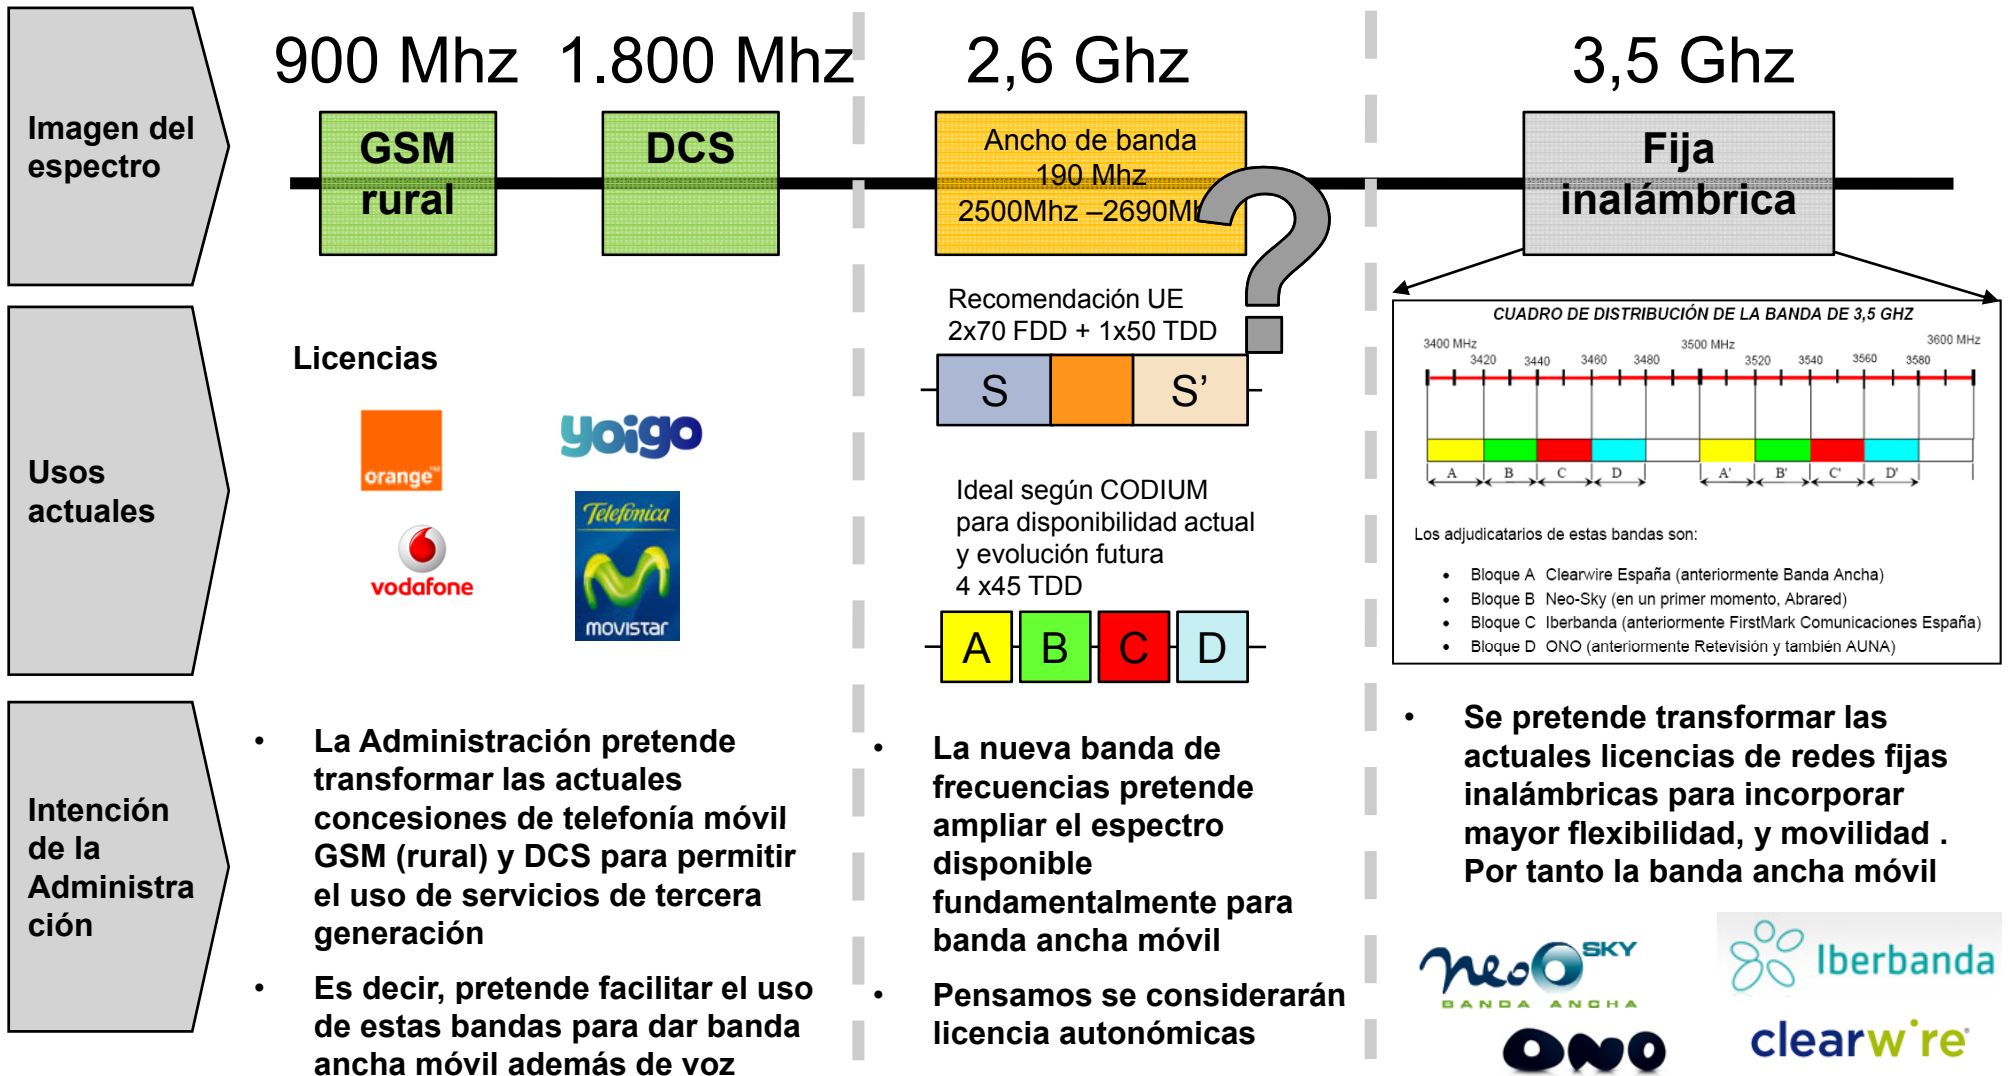 900 Mhz
1.800 Mhz
2,6 Ghz
3,5 Ghz
Imagen del
espectro
GSM
rural
DCS
Ancho de banda
190 Mhz
2500Mhz –2690Mh
?
Fija
inalámbrica
Usos
actuales
Licencias
orange™
yoigo
vodafone
Telefónica
movistar
Recomendación UE
2x70 FDD + 1x50 TDD
S
S’
Ideal según CODIUM
para disponibilidad actual
y evolución futura
4 x45 TDD
A
B
C
D
CUADRO DE DISTRIBUCIÓN DE LA BANDA DE 3,5 GHZ
3400 MHz
3500 MHz
3600 MHz
3420
3440
3460
3480
3520
3540
3560
3580
A
B
C
D
A'
B'
C'
D'
Los adjudicatarios de estas bandas son:
• Bloque A Clearwire España (anteriormente Banda Ancha)
• Bloque B Neo-Sky (en un primer momento, Abrared)
• Bloque C Iberbanda (anteriormente FirstMark Comunicaciones España)
• Bloque D ONO (anteriormente Retevisión y también AUNA)
Intención
de la
Administra
ción
• La Administración pretende
transformar las actuales
concesiones de telefonía móvil
GSM (rural) y DCS para permitir
el uso de servicios de tercera
generación
• Es decir, pretende facilitar el uso
de estas bandas para dar banda
ancha móvil además de voz
• La nueva banda de
frecuencias pretende
ampliar el espectro
disponible
fundamentalmente para
banda ancha móvil
• Pensamos se considerarán
licencia autonómicas
• Se pretende transformar las
actuales licencias de redes fijas
inalámbricas para incorporar
mayor flexibilidad, y movilidad .
Por tanto la banda ancha móvil
neo SKY
BANDA ANCHA
Iberbanda
ONO
clearwire